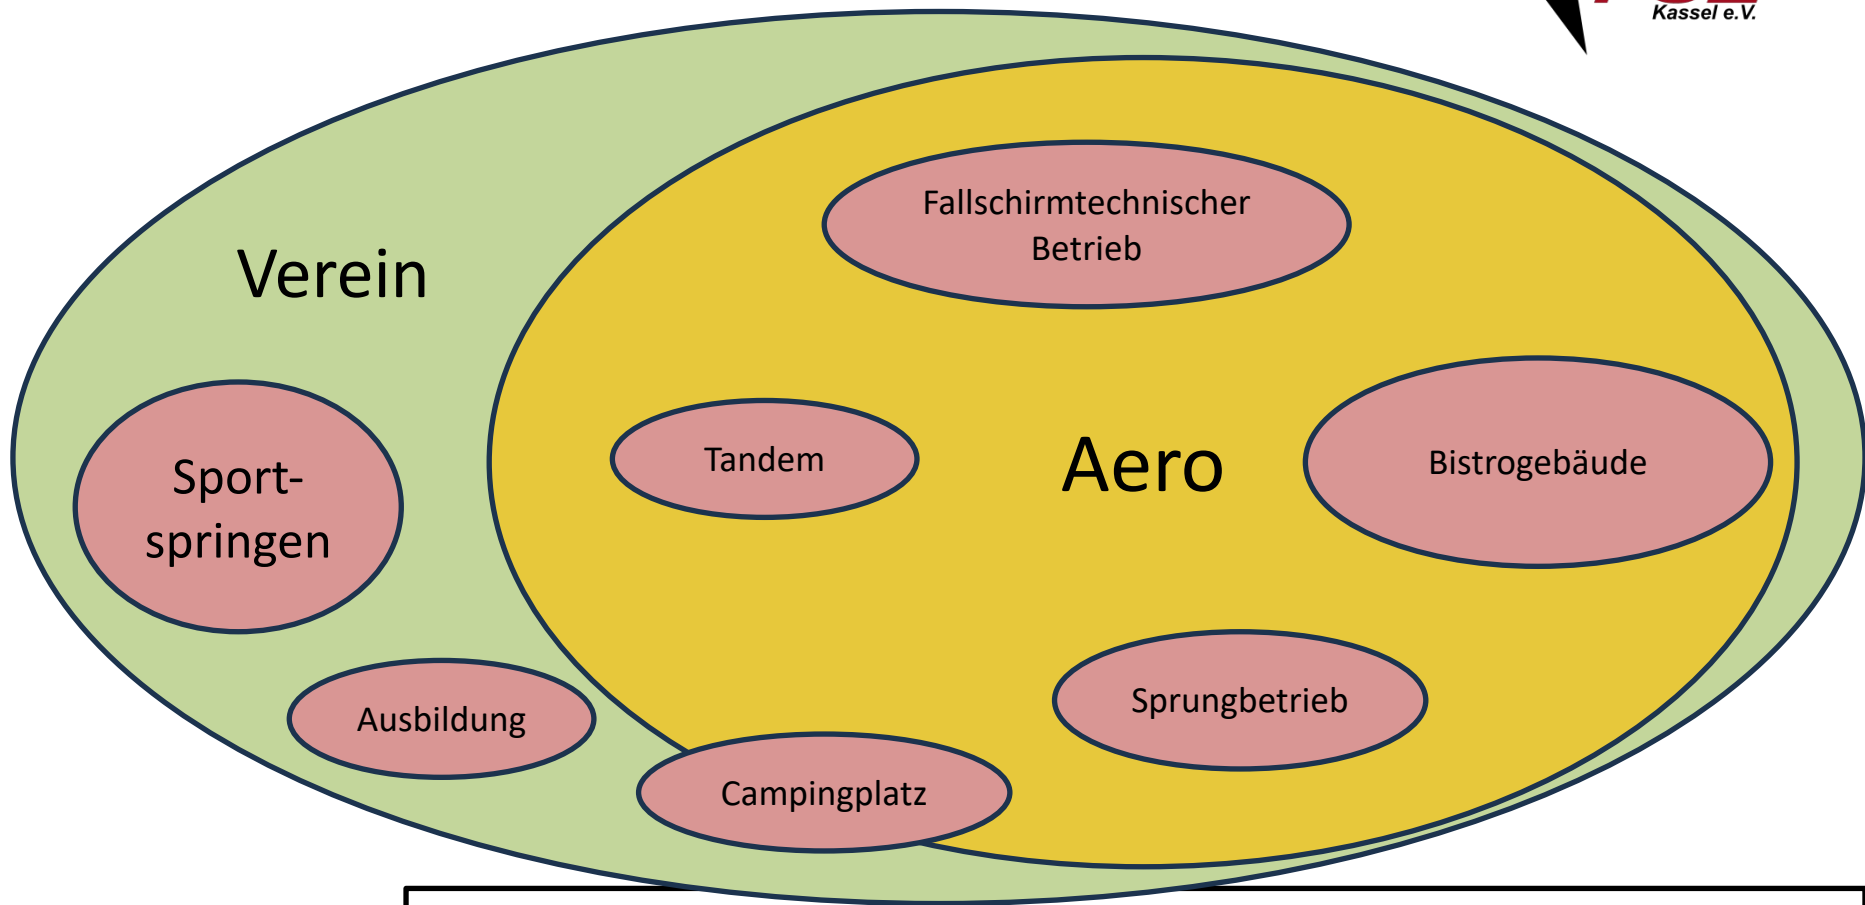 Kassel e.V.
Fallschirmtechnischer
Betrieb
Verein
Tandem
Aero
Bistrogebäude
Sport-
springen
Sprungbetrieb
Ausbildung
Campingplatz